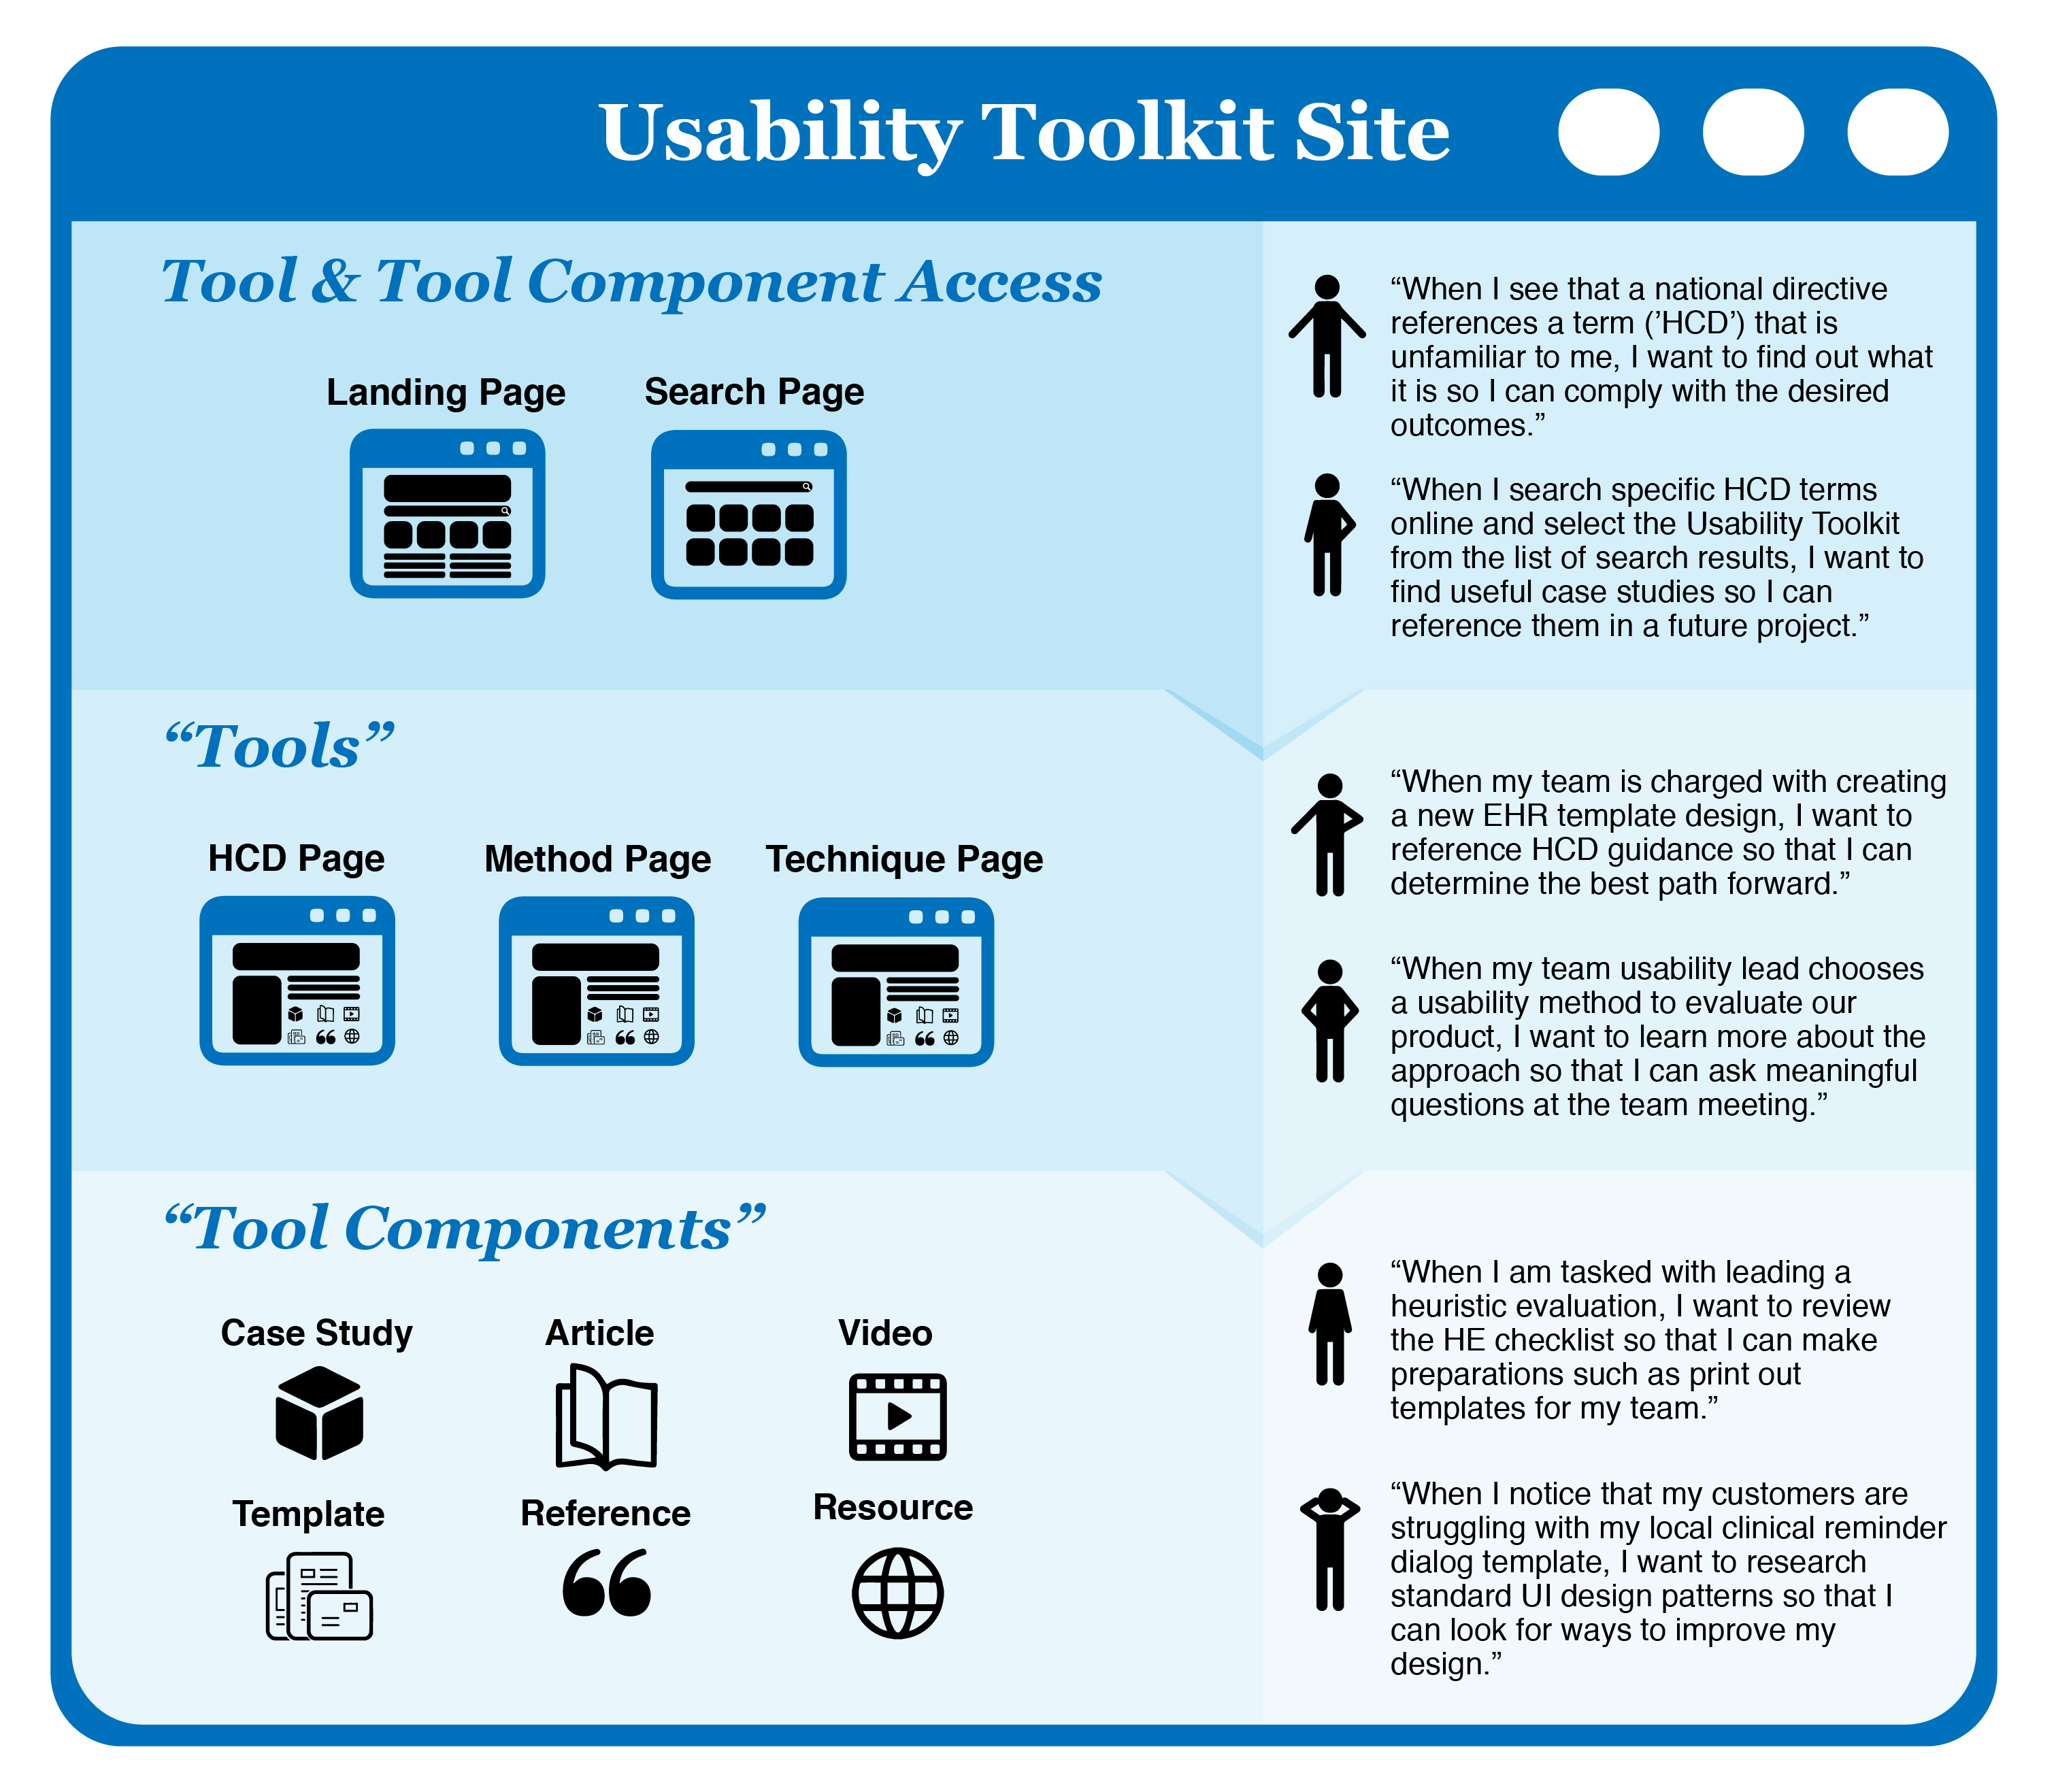 Usability Toolkit Site
Tool & Tool Component Access
Landing Page
Search Page
“When I see that a national directive
references a term (’HCD’) that is
unfamiliar to me, I want to find out what
it is so I can comply with the desired
outcomes.”
“When I search specific HCD terms
online and select the Usability Toolkit
from the list of search results, I want to
find useful case studies so I can
reference them in a future project.”
“Tools”
HCD Page
Method Page
Technique Page
“When my team is charged with creating
a new EHR template design, I want to
reference HCD guidance so that I can
determine the best path forward.”
“When my team usability lead chooses
a usability method to evaluate our
product, I want to learn more about the
approach so that I can ask meaningful
questions at the team meeting.”
“Tool Components”
Case Study
Article
Video
Template
Reference
Resource
“When I am tasked with leading a
heuristic evaluation, I want to review
the HE checklist so that I can make
preparations such as print out
templates for my team.”
“When I notice that my customers are
struggling with my local clinical reminder
dialog template, I want to research
standard UI design patterns so that I
can look for ways to improve my
design.”